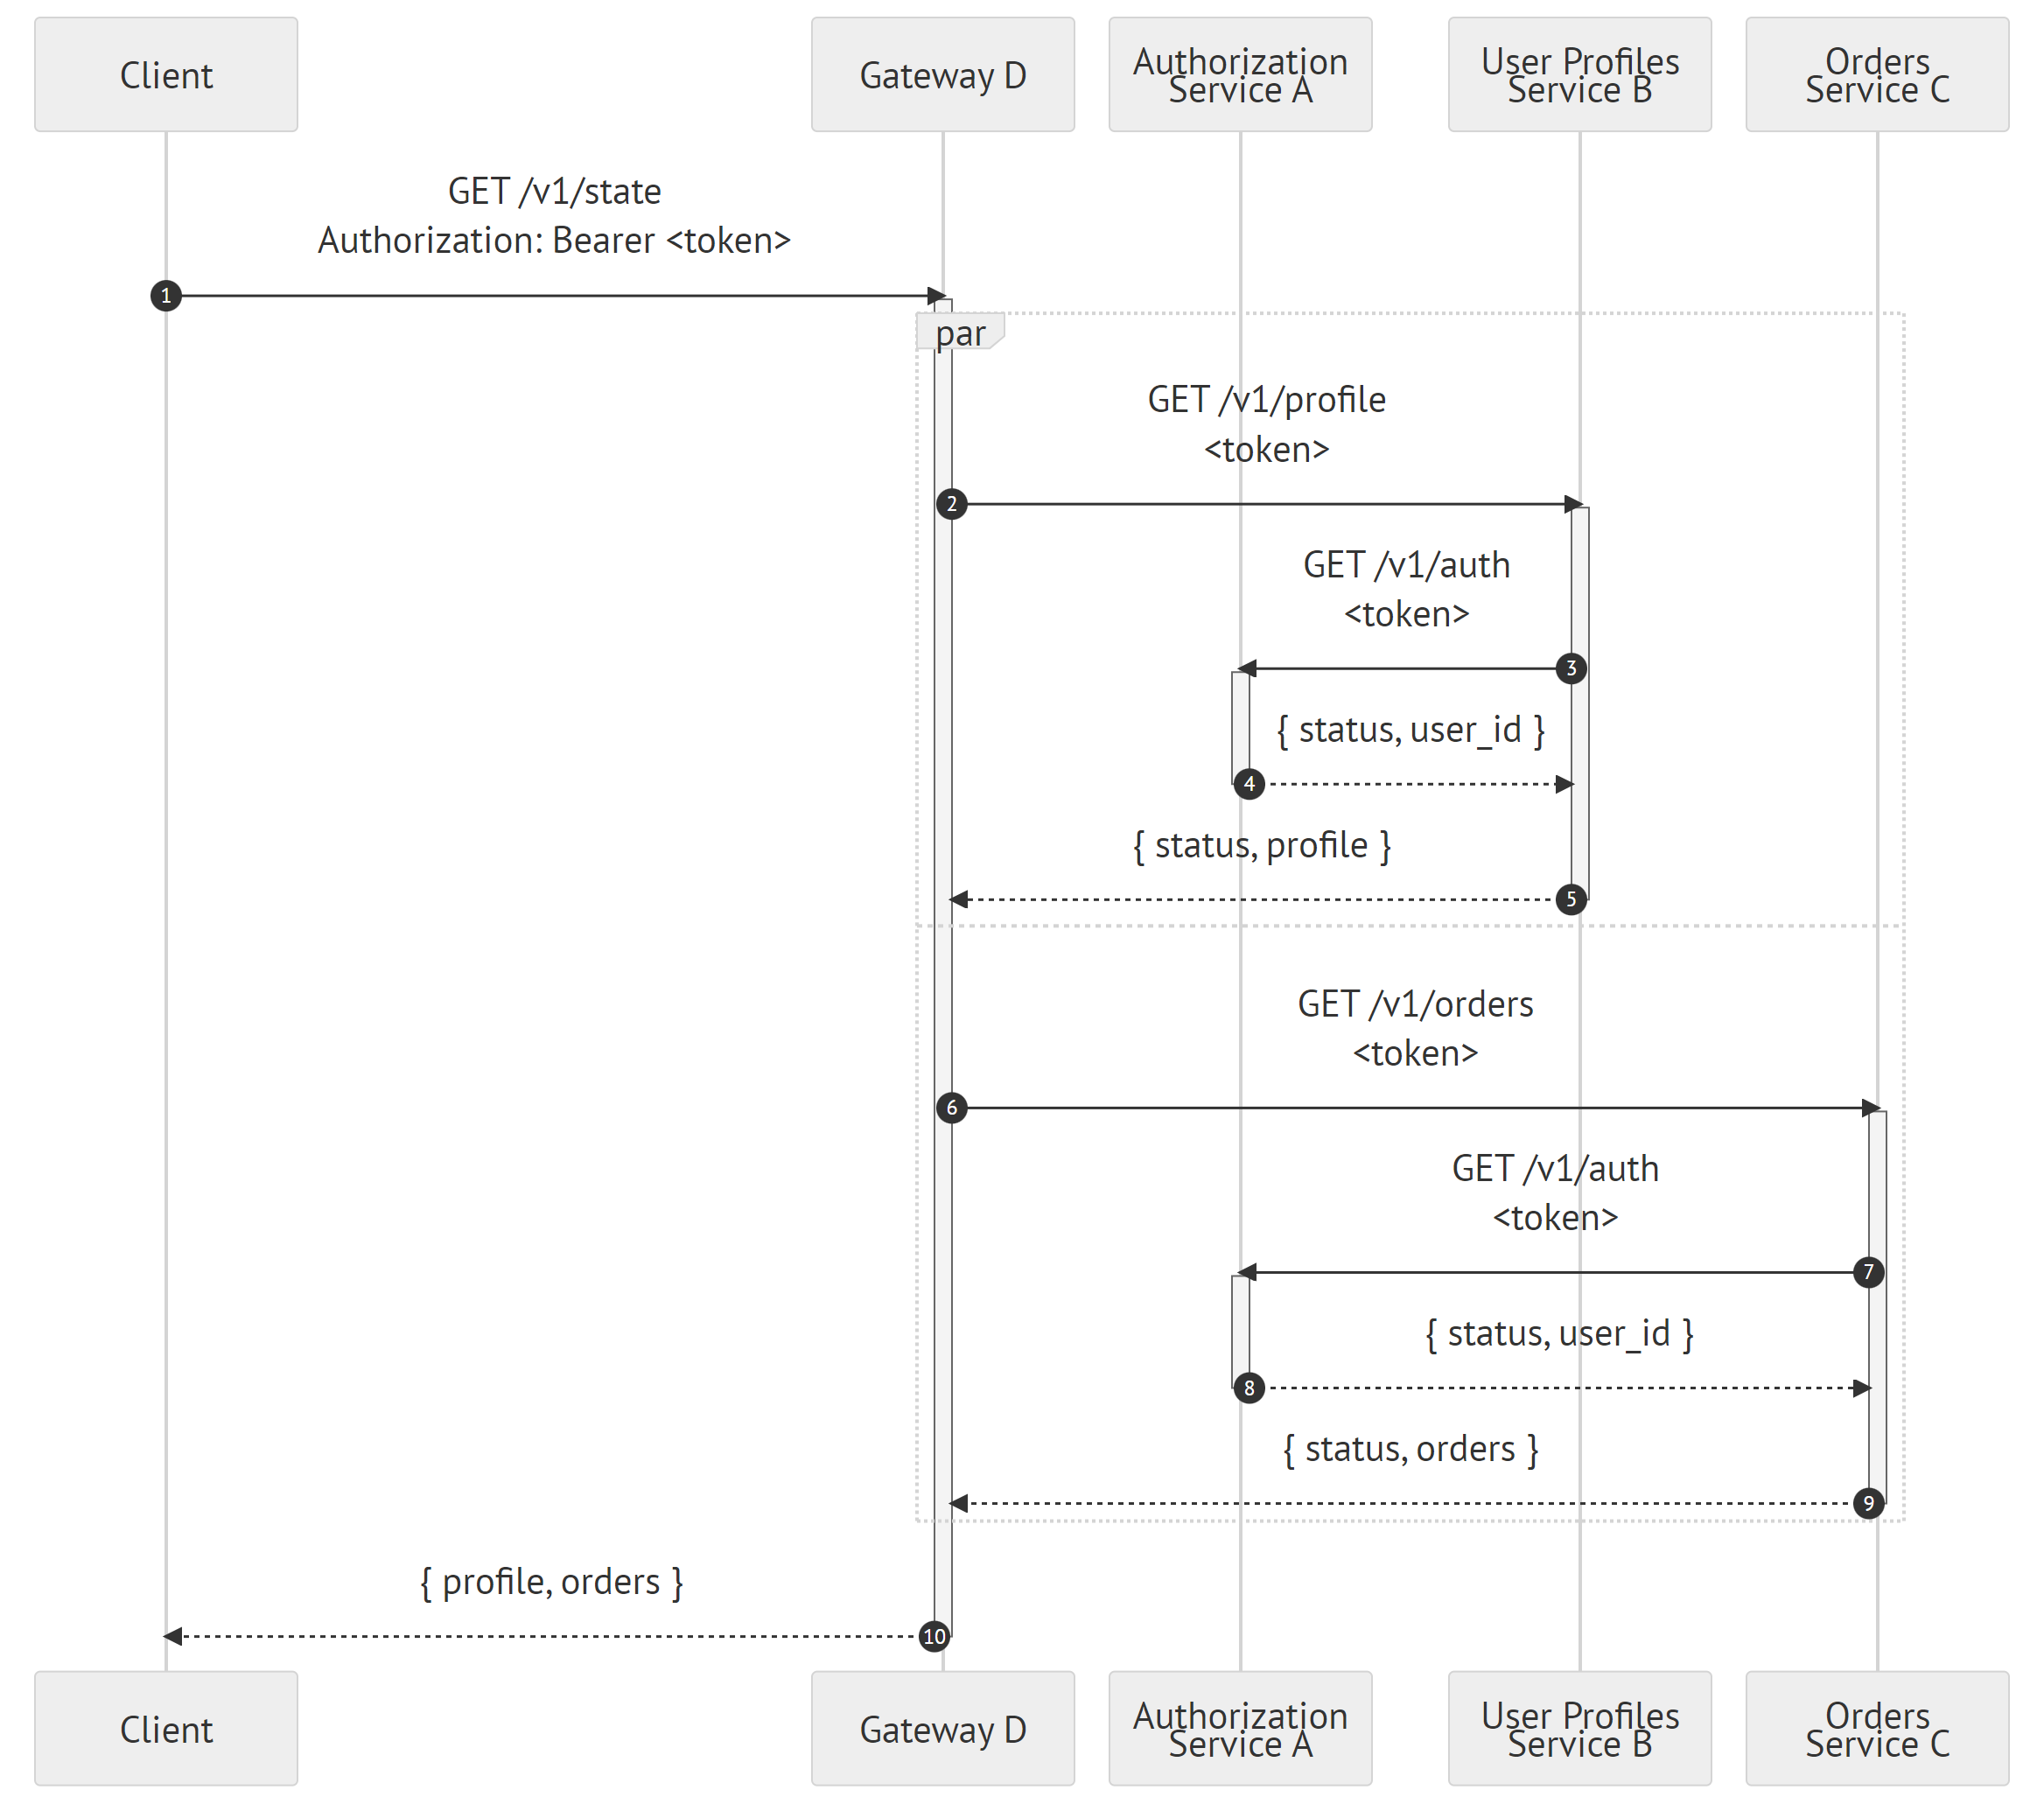 Client
Gateway D
Authorization
Service A
User Profiles
Service B
Orders
Service C
GET /v1/state
Authorization: Bearer <token>
1
par
GET /v1/profile
<token>
2
GET /v1/auth
<token>
3
{ status, user_id }
4
{ status, profile }
5
GET /v1/orders
<token>
6
GET /v1/auth
<token>
7
{ status, user_id }
8
{ status, orders }
9
{ profile, orders }
10
Client
Gateway D
Authorization
Service A
User Profiles
Service B
Orders
Service C